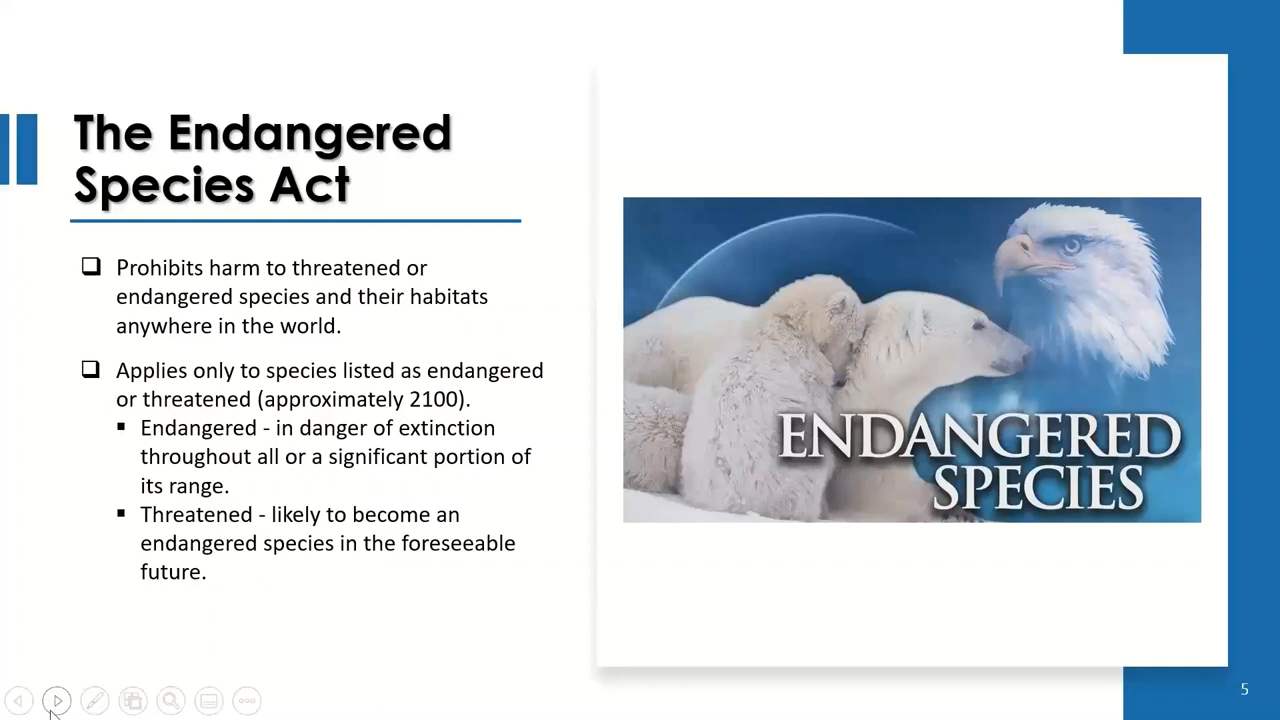 The Endangered
Species Act
❑ Prohibits harm to threatened or
endangered species and their habitats
anywhere in the world.
❑ Applies only to species listed as endangered
or threatened (approximately 2100).
▪ Endangered - in danger of extinction
throughout all or a significant portion of
its range.
▪ Threatened - likely to become an
endangered species in the foreseeable
future.
ENDANGERED
SPECIES
5